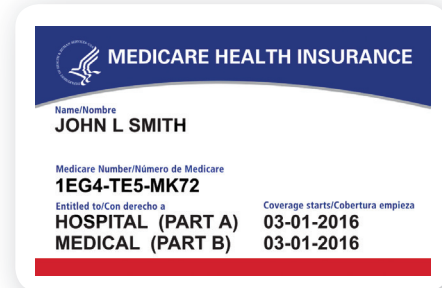 MEDICARE HEALTH INSURANCE
Name/Nombre
JOHN L SMITH
Medicare Number/Número de Medicare
1EG4-TE5-MK72
Entitled to/Con derecho a Coverage starts/Cobertura empieza
HOSPITAL (PART A) 03-01-2016
MEDICAL (PART B) 03-01-2016